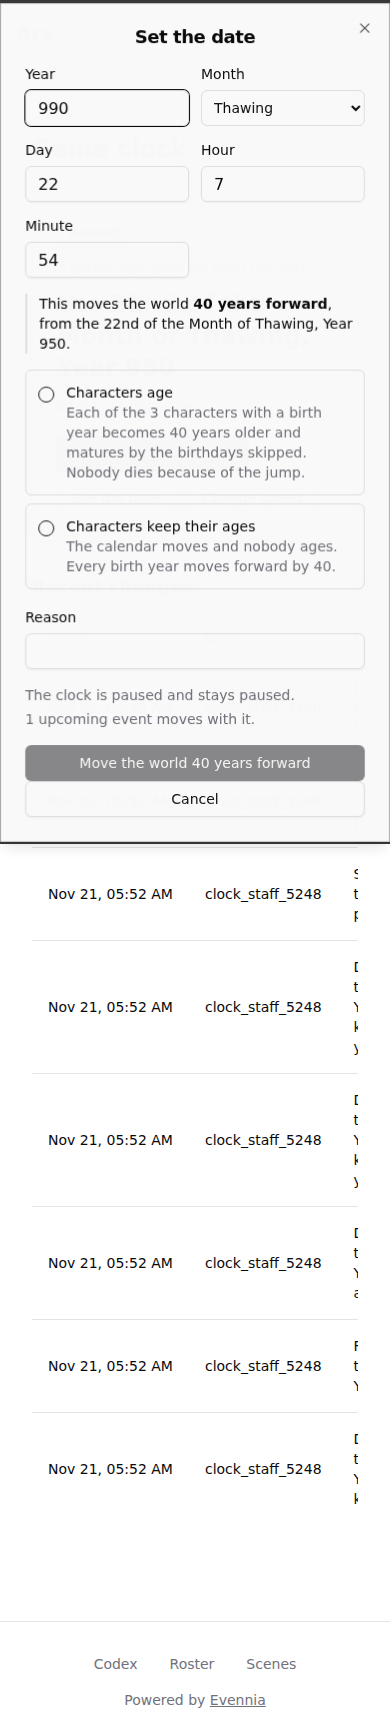 Set the date
Year
Month
990
Thawing
Day
Hour
22
7
Minute
54
This moves the world 40 years forward,
from the 22nd of the Month of Thawing, Year
950.
Characters age
Each of the 3 characters with a birth
year becomes 40 years older and
matures by the birthdays skipped.
Nobody dies because of the jump.
Characters keep their ages
The calendar moves and nobody ages.
Every birth year moves forward by 40.
Reason
The clock is paused and stays paused.
1 upcoming event moves with it.
Move the world 40 years forward
Cancel
Nov 21, 05:52 AM clock_staff_5248
Nov 21, 05:52 AM clock_staff_5248
Nov 21, 05:52 AM clock_staff_5248
Nov 21, 05:52 AM clock_staff_5248
Nov 21, 05:52 AM clock_staff_5248
Nov 21, 05:52 AM clock_staff_5248
Codex Roster Scenes
Powered by Evennia